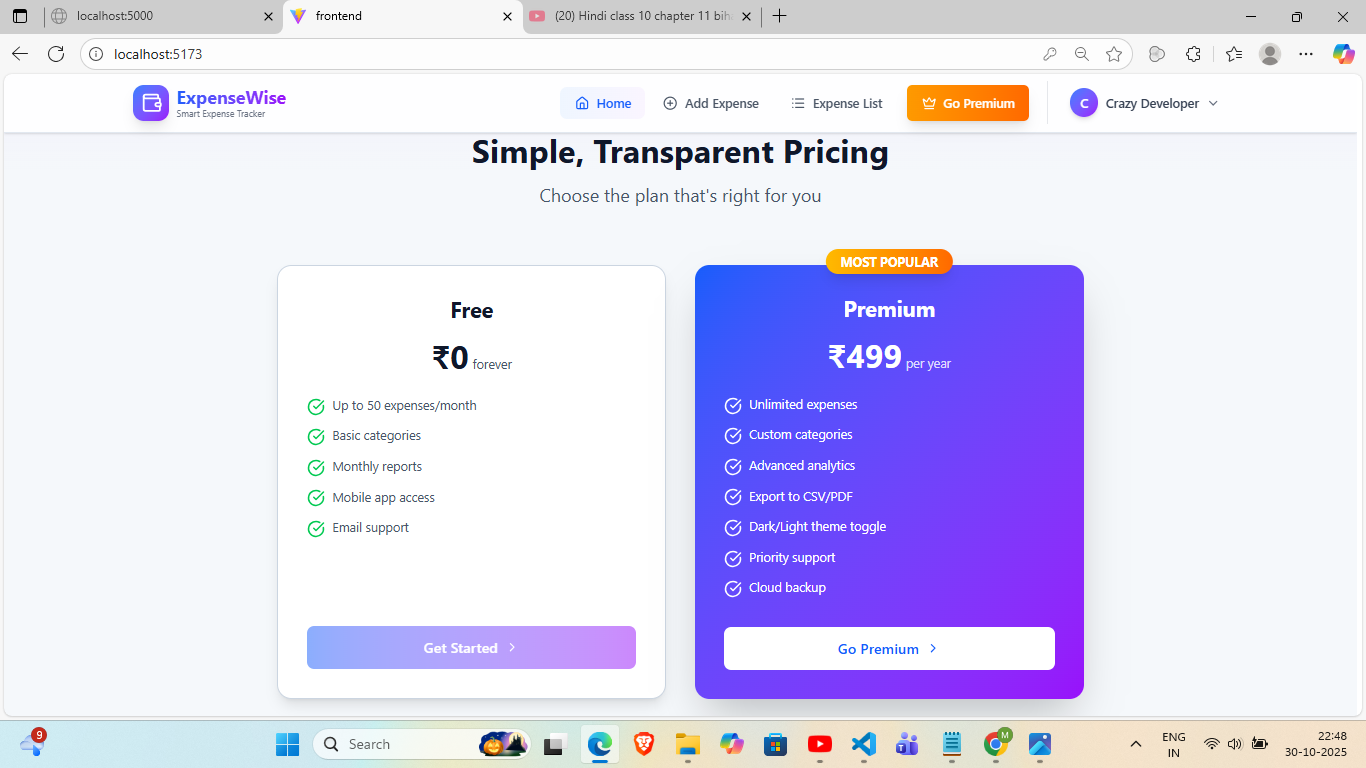 localhost:5000
frontend
(20) Hindi class 10 chapter 11 bih
localhost:5173
ExpenseWise
Smart Expense Tracker
Home
Add Expense
Expense List
Go Premium
C
Crazy Developer
Simple, Transparent Pricing
Choose the plan that's right for you
Free
₹0 forever
Up to 50 expenses/month
Basic categories
Monthly reports
Mobile app access
Email support
Get Started
MOST POPULAR
Premium
₹499 per year
Unlimited expenses
Custom categories
Advanced analytics
Export to CSV/PDF
Dark/Light theme toggle
Priority support
Cloud backup
Go Premium
9
Search
M
ENG
IN
22:48
30-10-2025